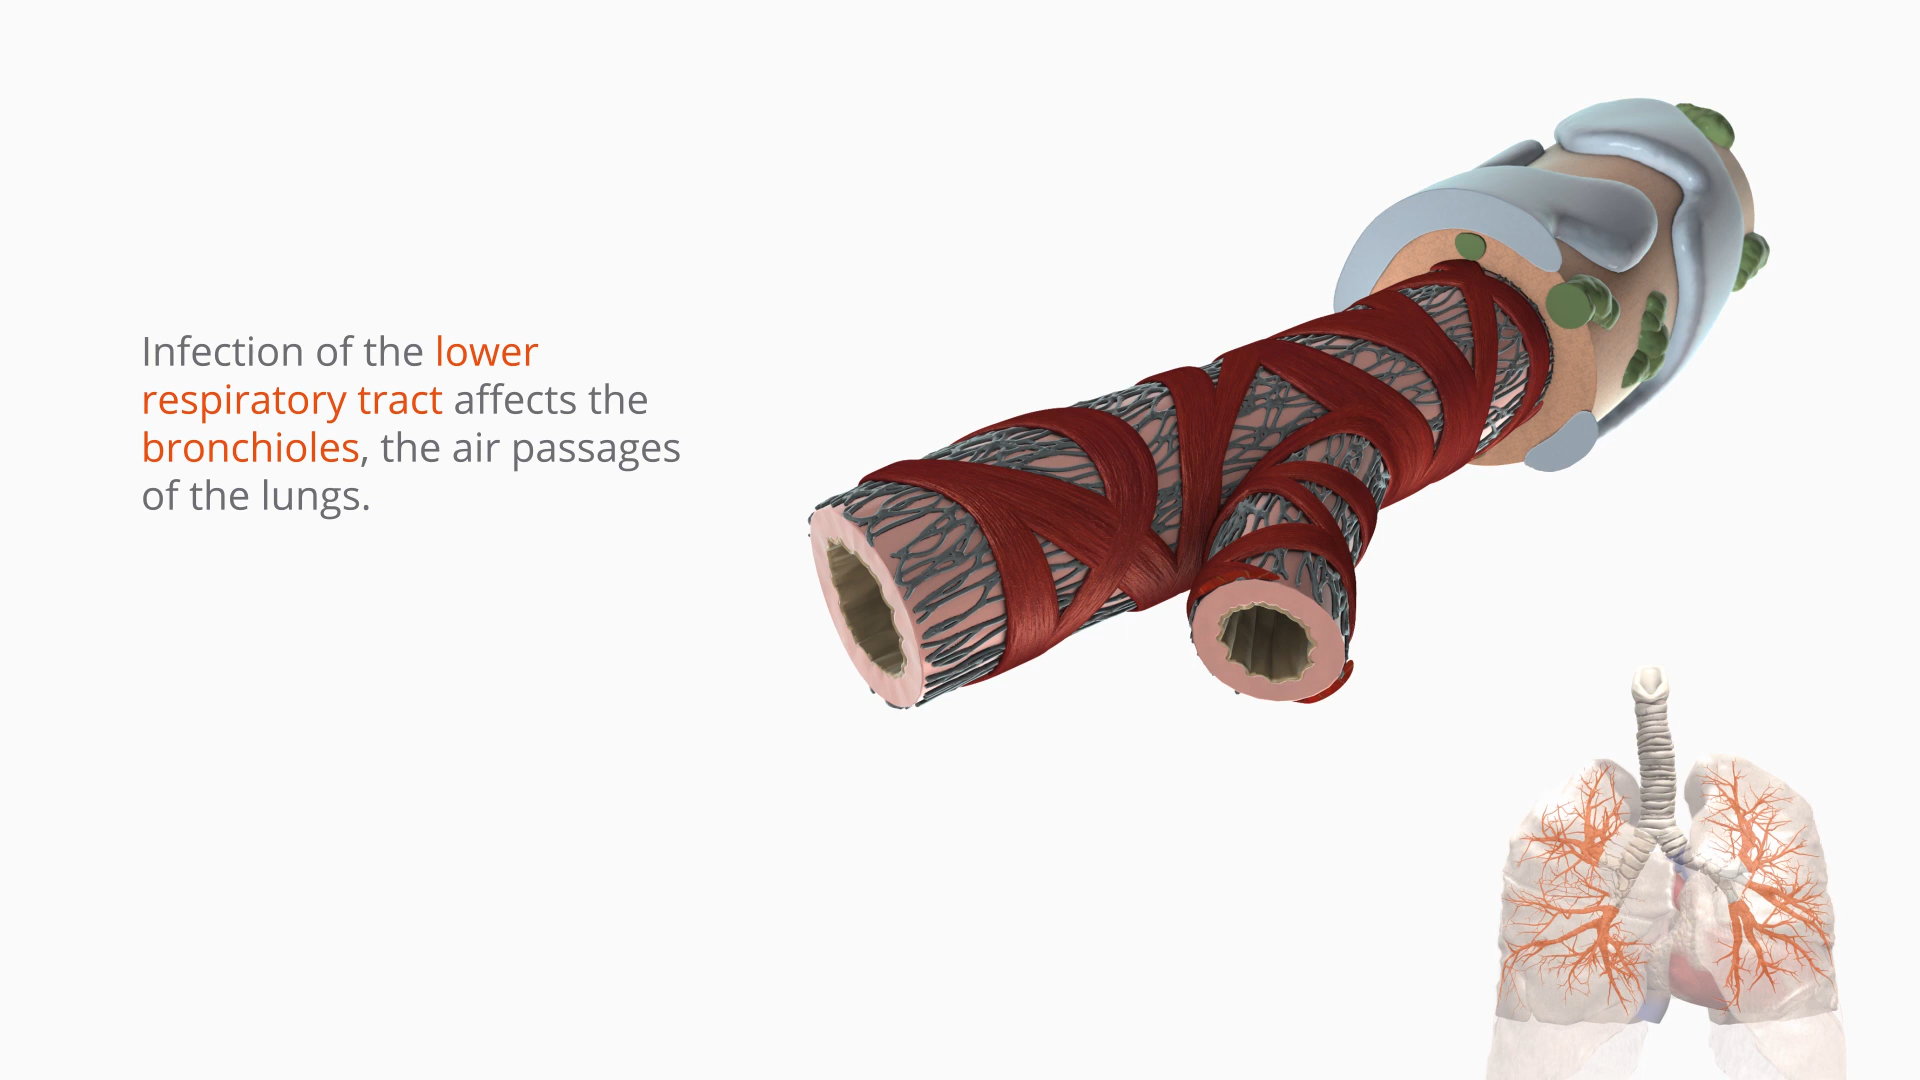 Infection of the lower
respiratory tract affects the
bronchioles, the air passages
of the lungs.